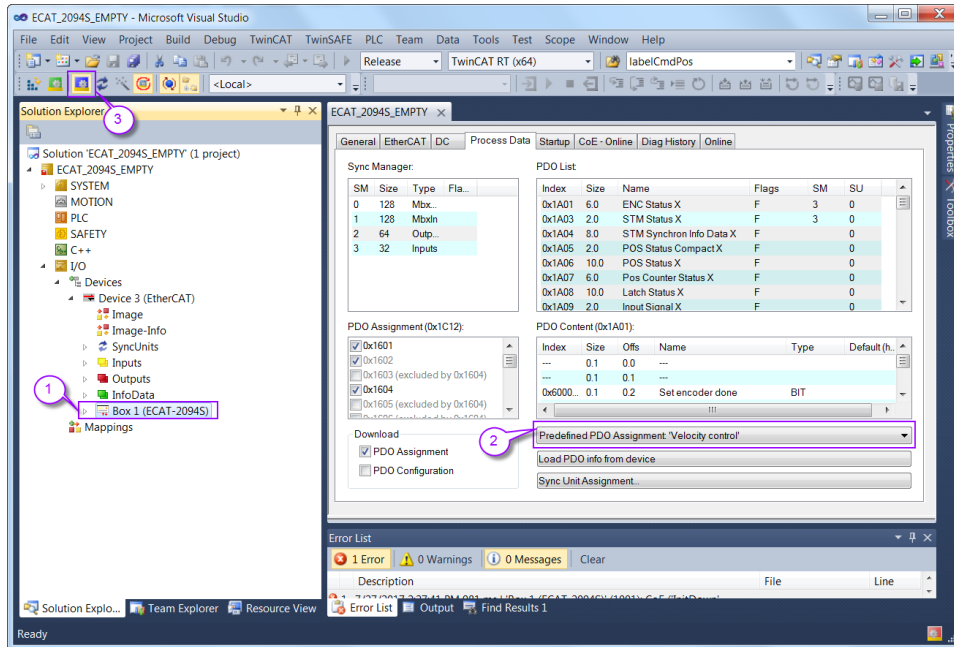 ECAT_2094S_EMPTY - Microsoft Visual Studio
File Edit View Project Build Debug TwinCAT TwinSAFE PLC Team Data Tools Test Scope Window Help
Release TwinCAT RT (x64) labelCmdPos
<Local>
3
Solution Explorer
Solution 'ECAT_2094S_EMPTY' (1 project)
ECAT_2094S_EMPTY
SYSTEM
MOTION
PLC
SAFETY
C++
I/O
Devices
Device 3 (EtherCAT)
Image
Image-Info
SyncUnits
Inputs
Outputs
InfoData
1
Box 1 (ECAT-2094S)
Mappings
Solution Explo... Team Explorer Resource View
ECAT_2094S_EMPTY
General EtherCAT DC Process Data Startup CoE - Online Diag History Online
Sync Manager:
SM Size Type Fla...
0 128 Mbx...
1 128 MbxIn
2 64 Outp...
3 32 Inputs
PDO List:
Index Size Name Flags SM SU
0x1A01 6.0 ENC Status X F 3 0
0x1A03 2.0 STM Status X F 3 0
0x1A04 8.0 STM Synchron Info Data X F 0
0x1A05 2.0 POS Status Compact X F 0
0x1A06 10.0 POS Status X F 0
0x1A07 6.0 Pos Counter Status X F 0
0x1A08 10.0 Latch Status X F 0
0x1A09 2.0 Input Signal X F 0
PDO Assignment (0x1C12):
0x1601
0x1602
0x1603 (excluded by 0x1604)
0x1604
0x1605 (excluded by 0x1604)
0x1606 (excluded by 0x1604)
PDO Content (0x1A01):
Index Size Offs Name Type Default (h...
--- 0.1 0.0 ---
--- 0.1 0.1 ---
0x6000... 0.1 0.2 Set encoder done BIT
Download
PDO Assignment
PDO Configuration
2
Predefined PDO Assignment: 'Velocity control'
Load PDO info from device
Sync Unit Assignment...
Error List
1 Error 0 Warnings 0 Messages Clear
Description File Line
Error List Output Find Results 1
Properties
Toolbox
Ready